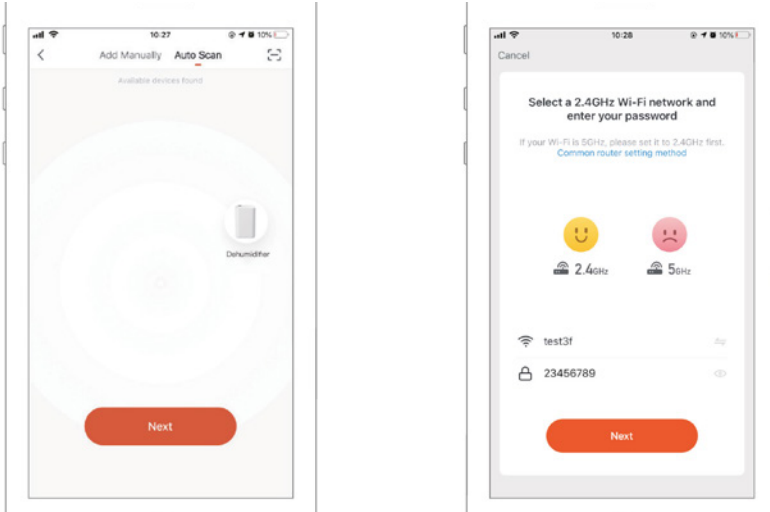 10:27
10%
Add Manually Auto Scan
Available devices found
Dehumidifier
Next
10:28
10%
Cancel
Select a 2.4GHz Wi-Fi network and
enter your password
If your Wi-Fi is 5GHz, please set it to 2.4GHz first.
Common router setting method
2.4GHz 5GHz
test3f
23456789
Next